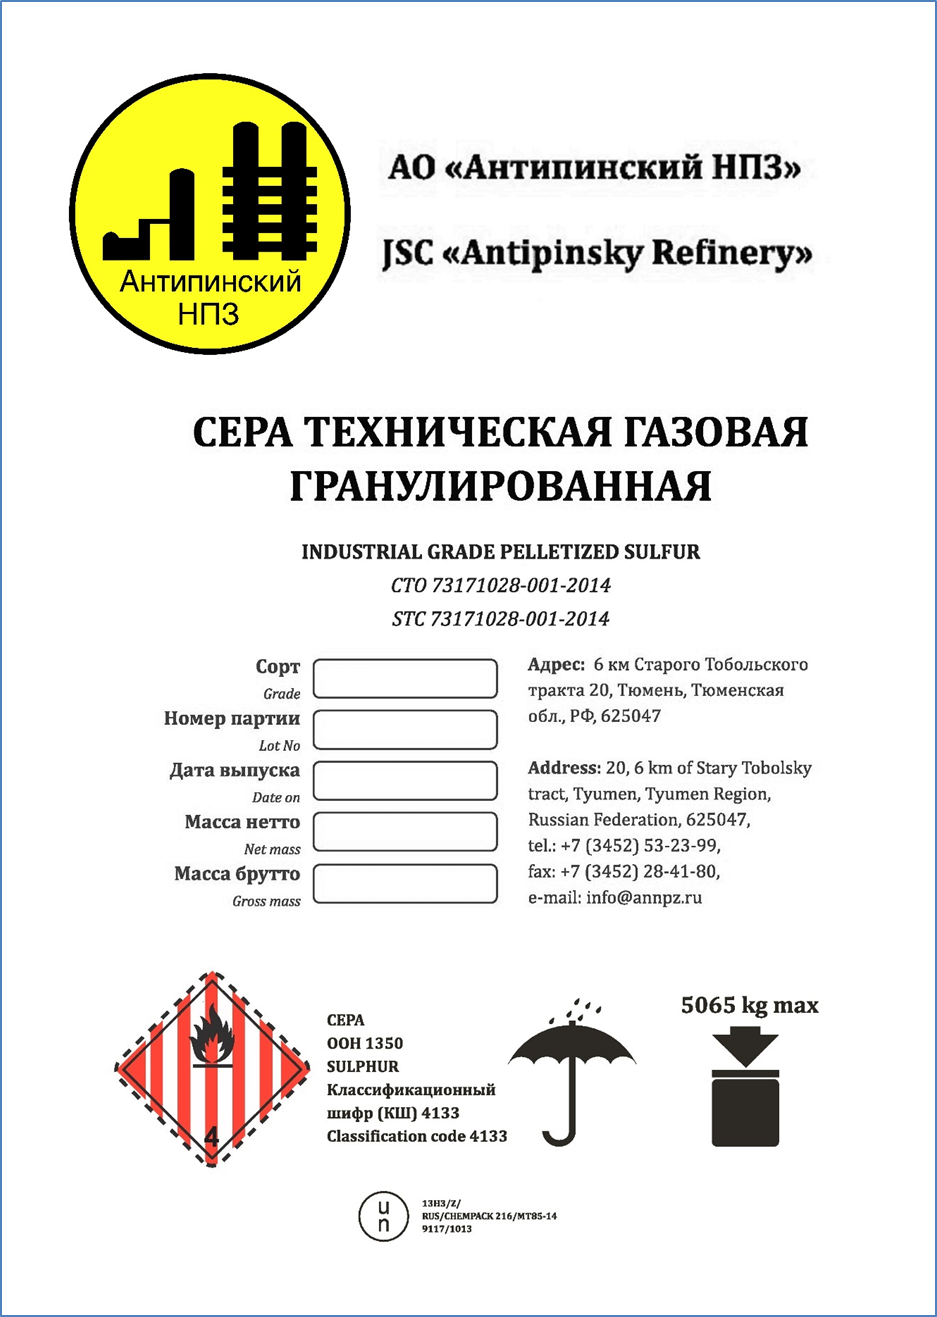 Антипинский
НПЗ
АО «Антипинский НПЗ»
JSC «Antipinsky Refinery»
СЕРА ТЕХНИЧЕСКАЯ ГАЗОВАЯ
ГРАНУЛИРОВАННАЯ
INDUSTRIAL GRADE PELLETIZED SULFUR
СТО 73171028-001-2014
STC 73171028-001-2014
Сорт
Grade
Номер партии
Lot No
Дата выпуска
Date on
Масса нетто
Net mass
Масса брутто
Gross mass
Адрес: 6 км Старого Тобольского
тракта 20, Тюмень, Тюменская
обл., РФ, 625047
Address: 20, 6 km of Stary Tobolsky
tract, Tyumen, Tyumen Region,
Russian Federation, 625047,
tel.: +7 (3452) 53-23-99,
fax: +7 (3452) 28-41-80,
e-mail: info@annpz.ru
4
СЕРА
ООН 1350
SULPHUR
Классификационный
шифр (КШ) 4133
Classification code 4133
5065 kg max
un
13H3/Z/
RUS/CHEMPACK 216/МТ85-14
9117/1013